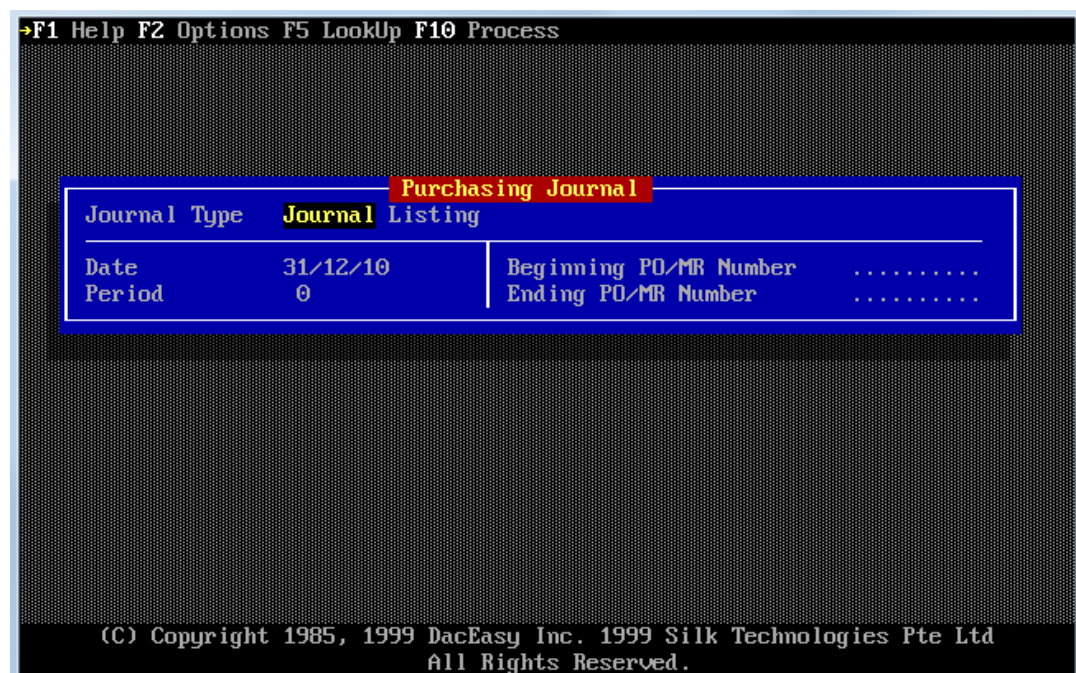 →F1 Help F2 Options F5 LookUp F10 Process
Purchasing Journal
Journal Type Journal Listing
Date 31/12/10 Beginning PO/MR Number ..........
Period 0 Ending PO/MR Number ..........
(C) Copyright 1985, 1999 DacEasy Inc. 1999 Silk Technologies Pte Ltd
All Rights Reserved.